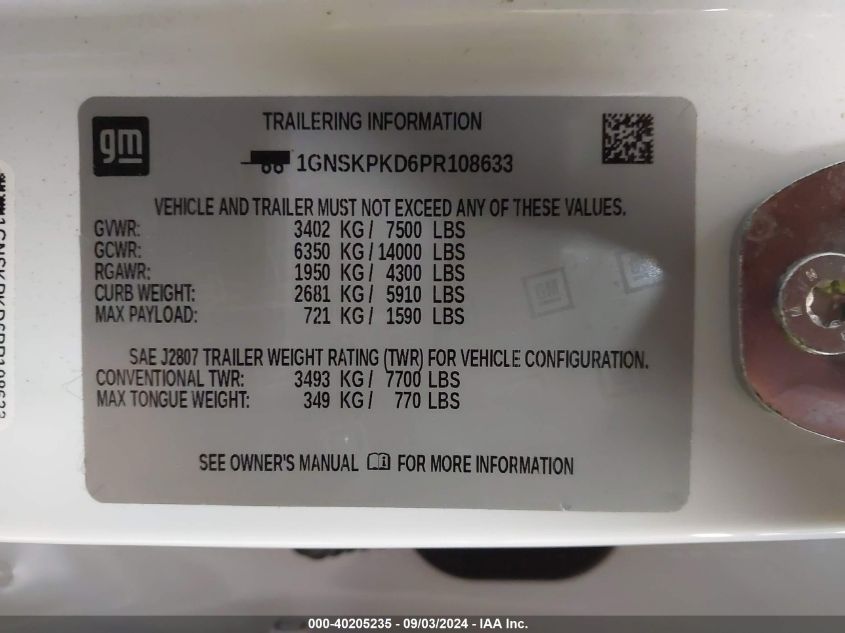 gm
TRAILERING INFORMATION
1GNSKPKD6PR108633
VEHICLE AND TRAILER MUST NOT EXCEED ANY OF THESE VALUES.
GVWR: 3402 KG / 7500 LBS
GCWR: 6350 KG / 14000 LBS
RGAWR: 1950 KG / 4300 LBS
CURB WEIGHT: 2681 KG / 5910 LBS
MAX PAYLOAD: 721 KG / 1590 LBS
SAE J2807 TRAILER WEIGHT RATING (TWR) FOR VEHICLE CONFIGURATION.
CONVENTIONAL TWR: 3493 KG / 7700 LBS
MAX TONGUE WEIGHT: 349 KG / 770 LBS
SEE OWNER'S MANUAL FOR MORE INFORMATION
1GNSKPKD6PR108633
GM
000-40205235 - 09/03/2024 - IAA Inc.